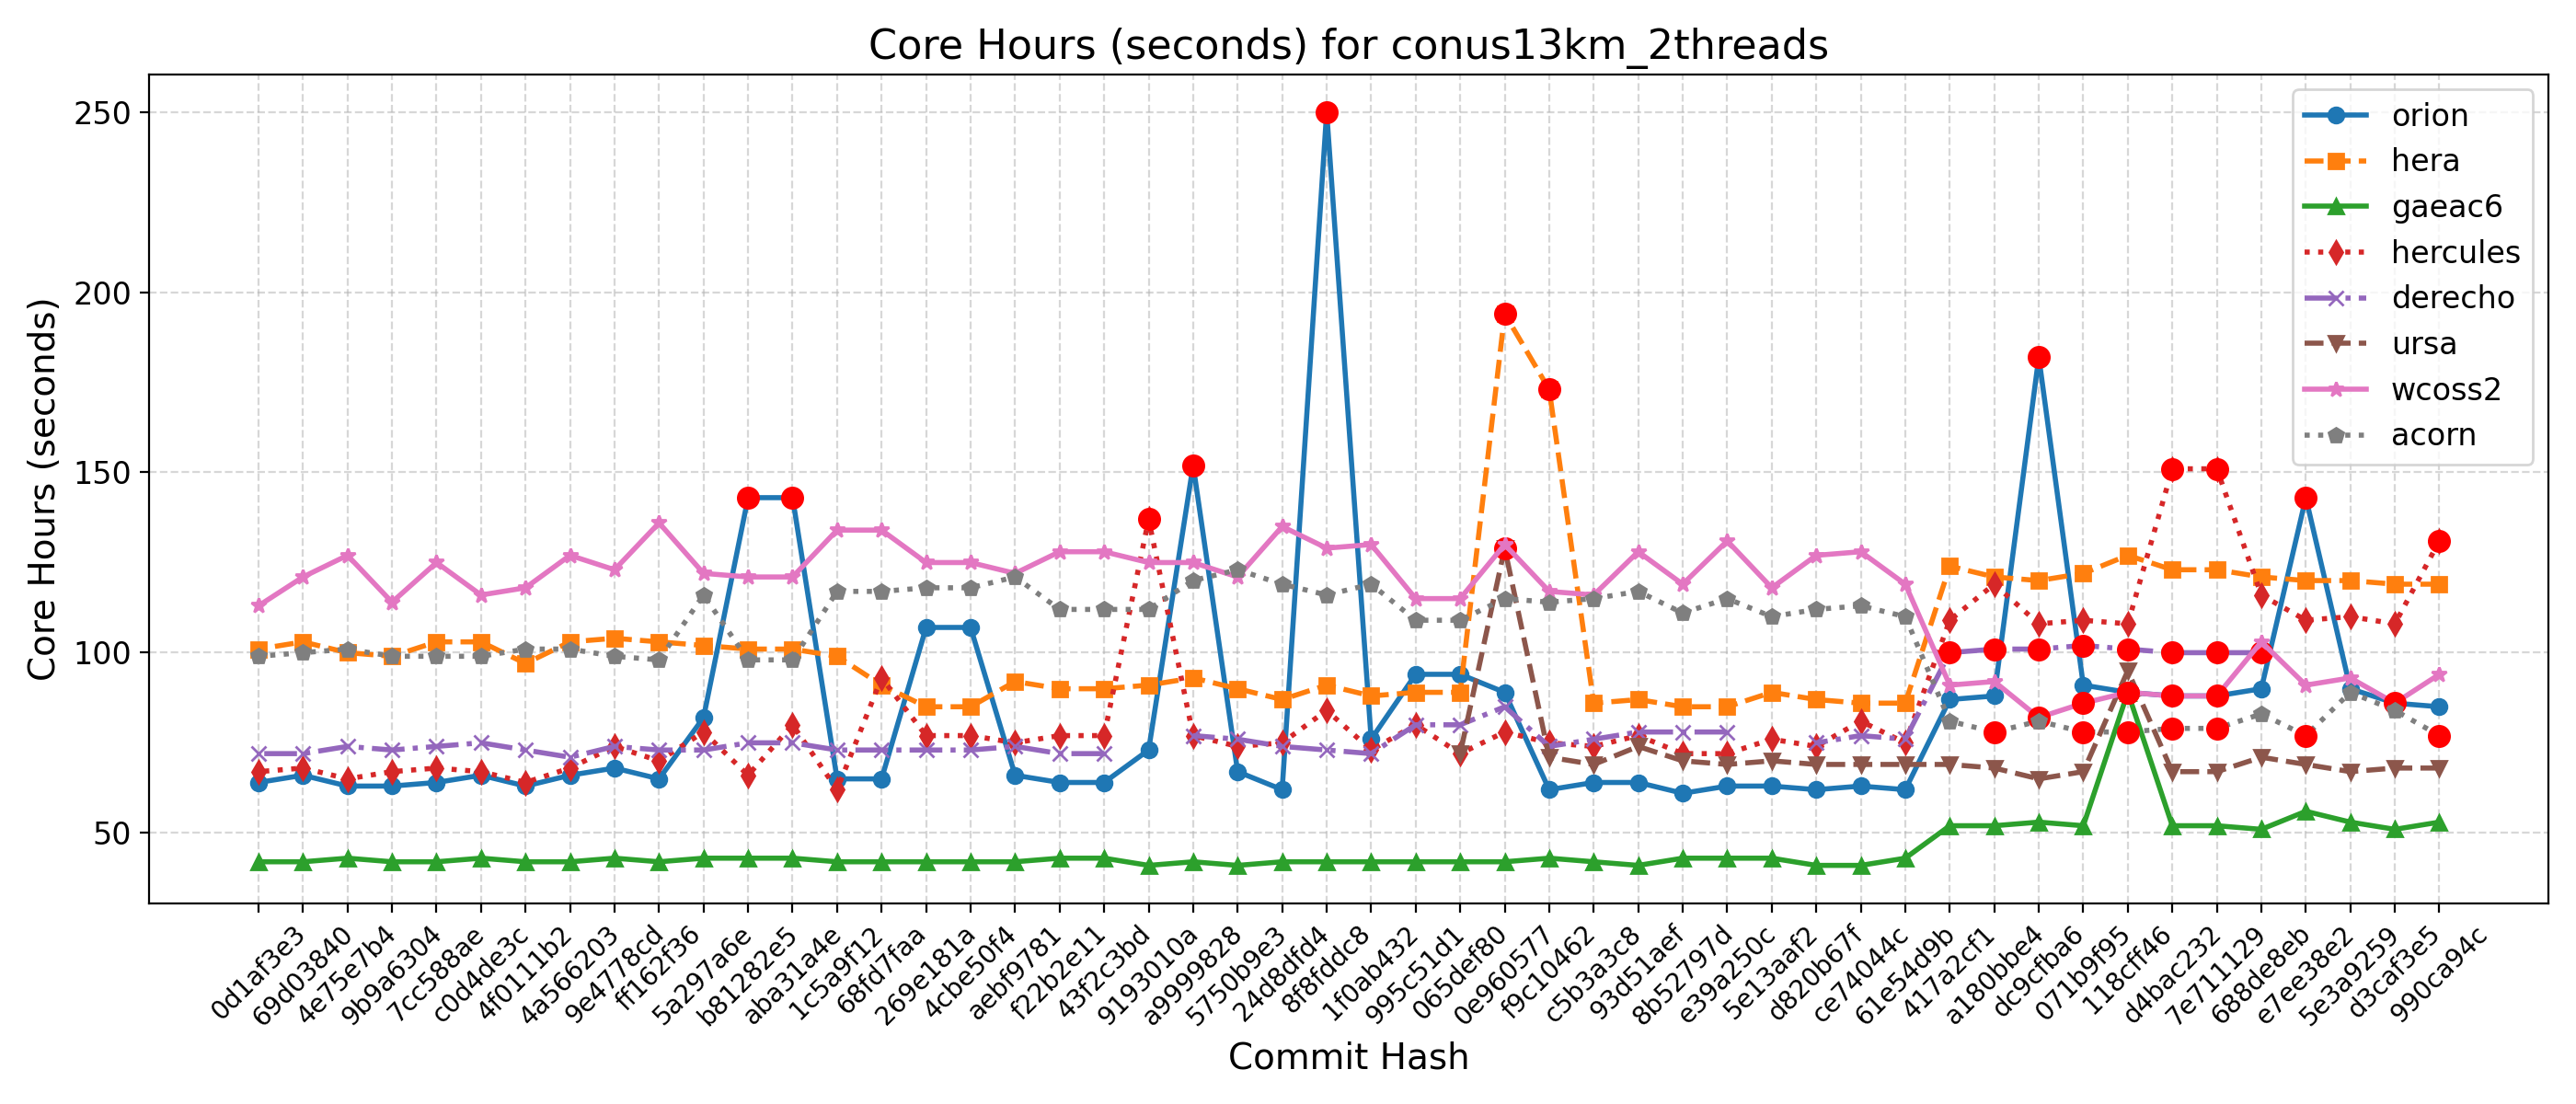 Core Hours (seconds) for conus13km_2threads
Core Hours (seconds)
250
200
150
100
50
orion
hera
gaeac6
hercules
derecho
ursa
wcoss2
acorn
0d1af3e3
69d03840
4e75e7b4
9b9a6304
7cc588ae
c0d4de3c
4f0111b2
4a566203
9e4778cd
ff162f36
5a297a6e
b81282e5
aba31a4e
1c5a9f12
68fd7faa
269e181a
4cbe50f4
aebf9781
f22b2e11
43f2c3bd
9193010a
a9999828
5750b9e3
24d8dfd4
8f8fddc8
1f0ab432
995c51d1
065def80
0e960577
f9c10462
c5b3a3c8
93d51aef
8b52797d
e39a250c
5e13aaf2
d820b67f
ce74044c
61e54d9b
417a2cf1
a180bbe4
dc9cfba6
071b9f95
118cff46
d4bac232
7e711129
688de8eb
e7ee38e2
5e3a9259
d3caf3e5
990ca94c
Commit Hash